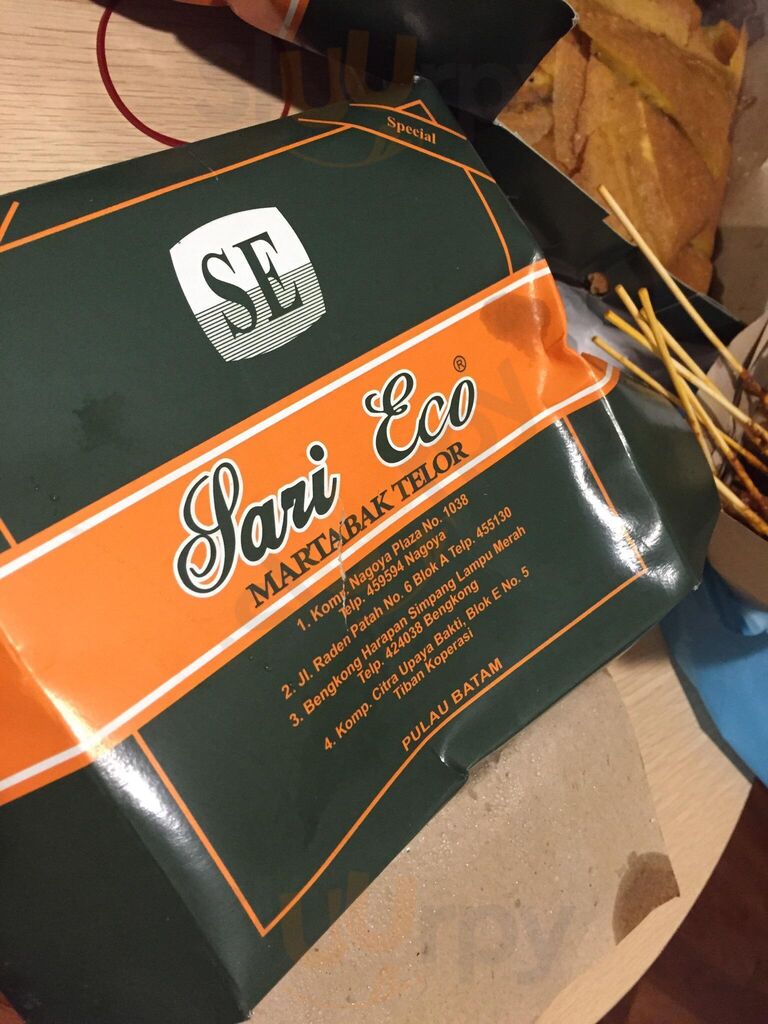 Special
SE
Sari Eco®
MARTABAK TELOR
1. Komp. Nagoya Plaza No. 1038
Telp. 459594 Nagoya
2. Jl. Raden Patah No. 6 Blok A Telp. 455130
3. Bengkong Harapan Simpang Lampu Merah
Telp. 424038 Bengkong
4. Komp. Citra Upaya Bakti, Blok E No. 5
Tiban Koperasi
PULAU BATAM